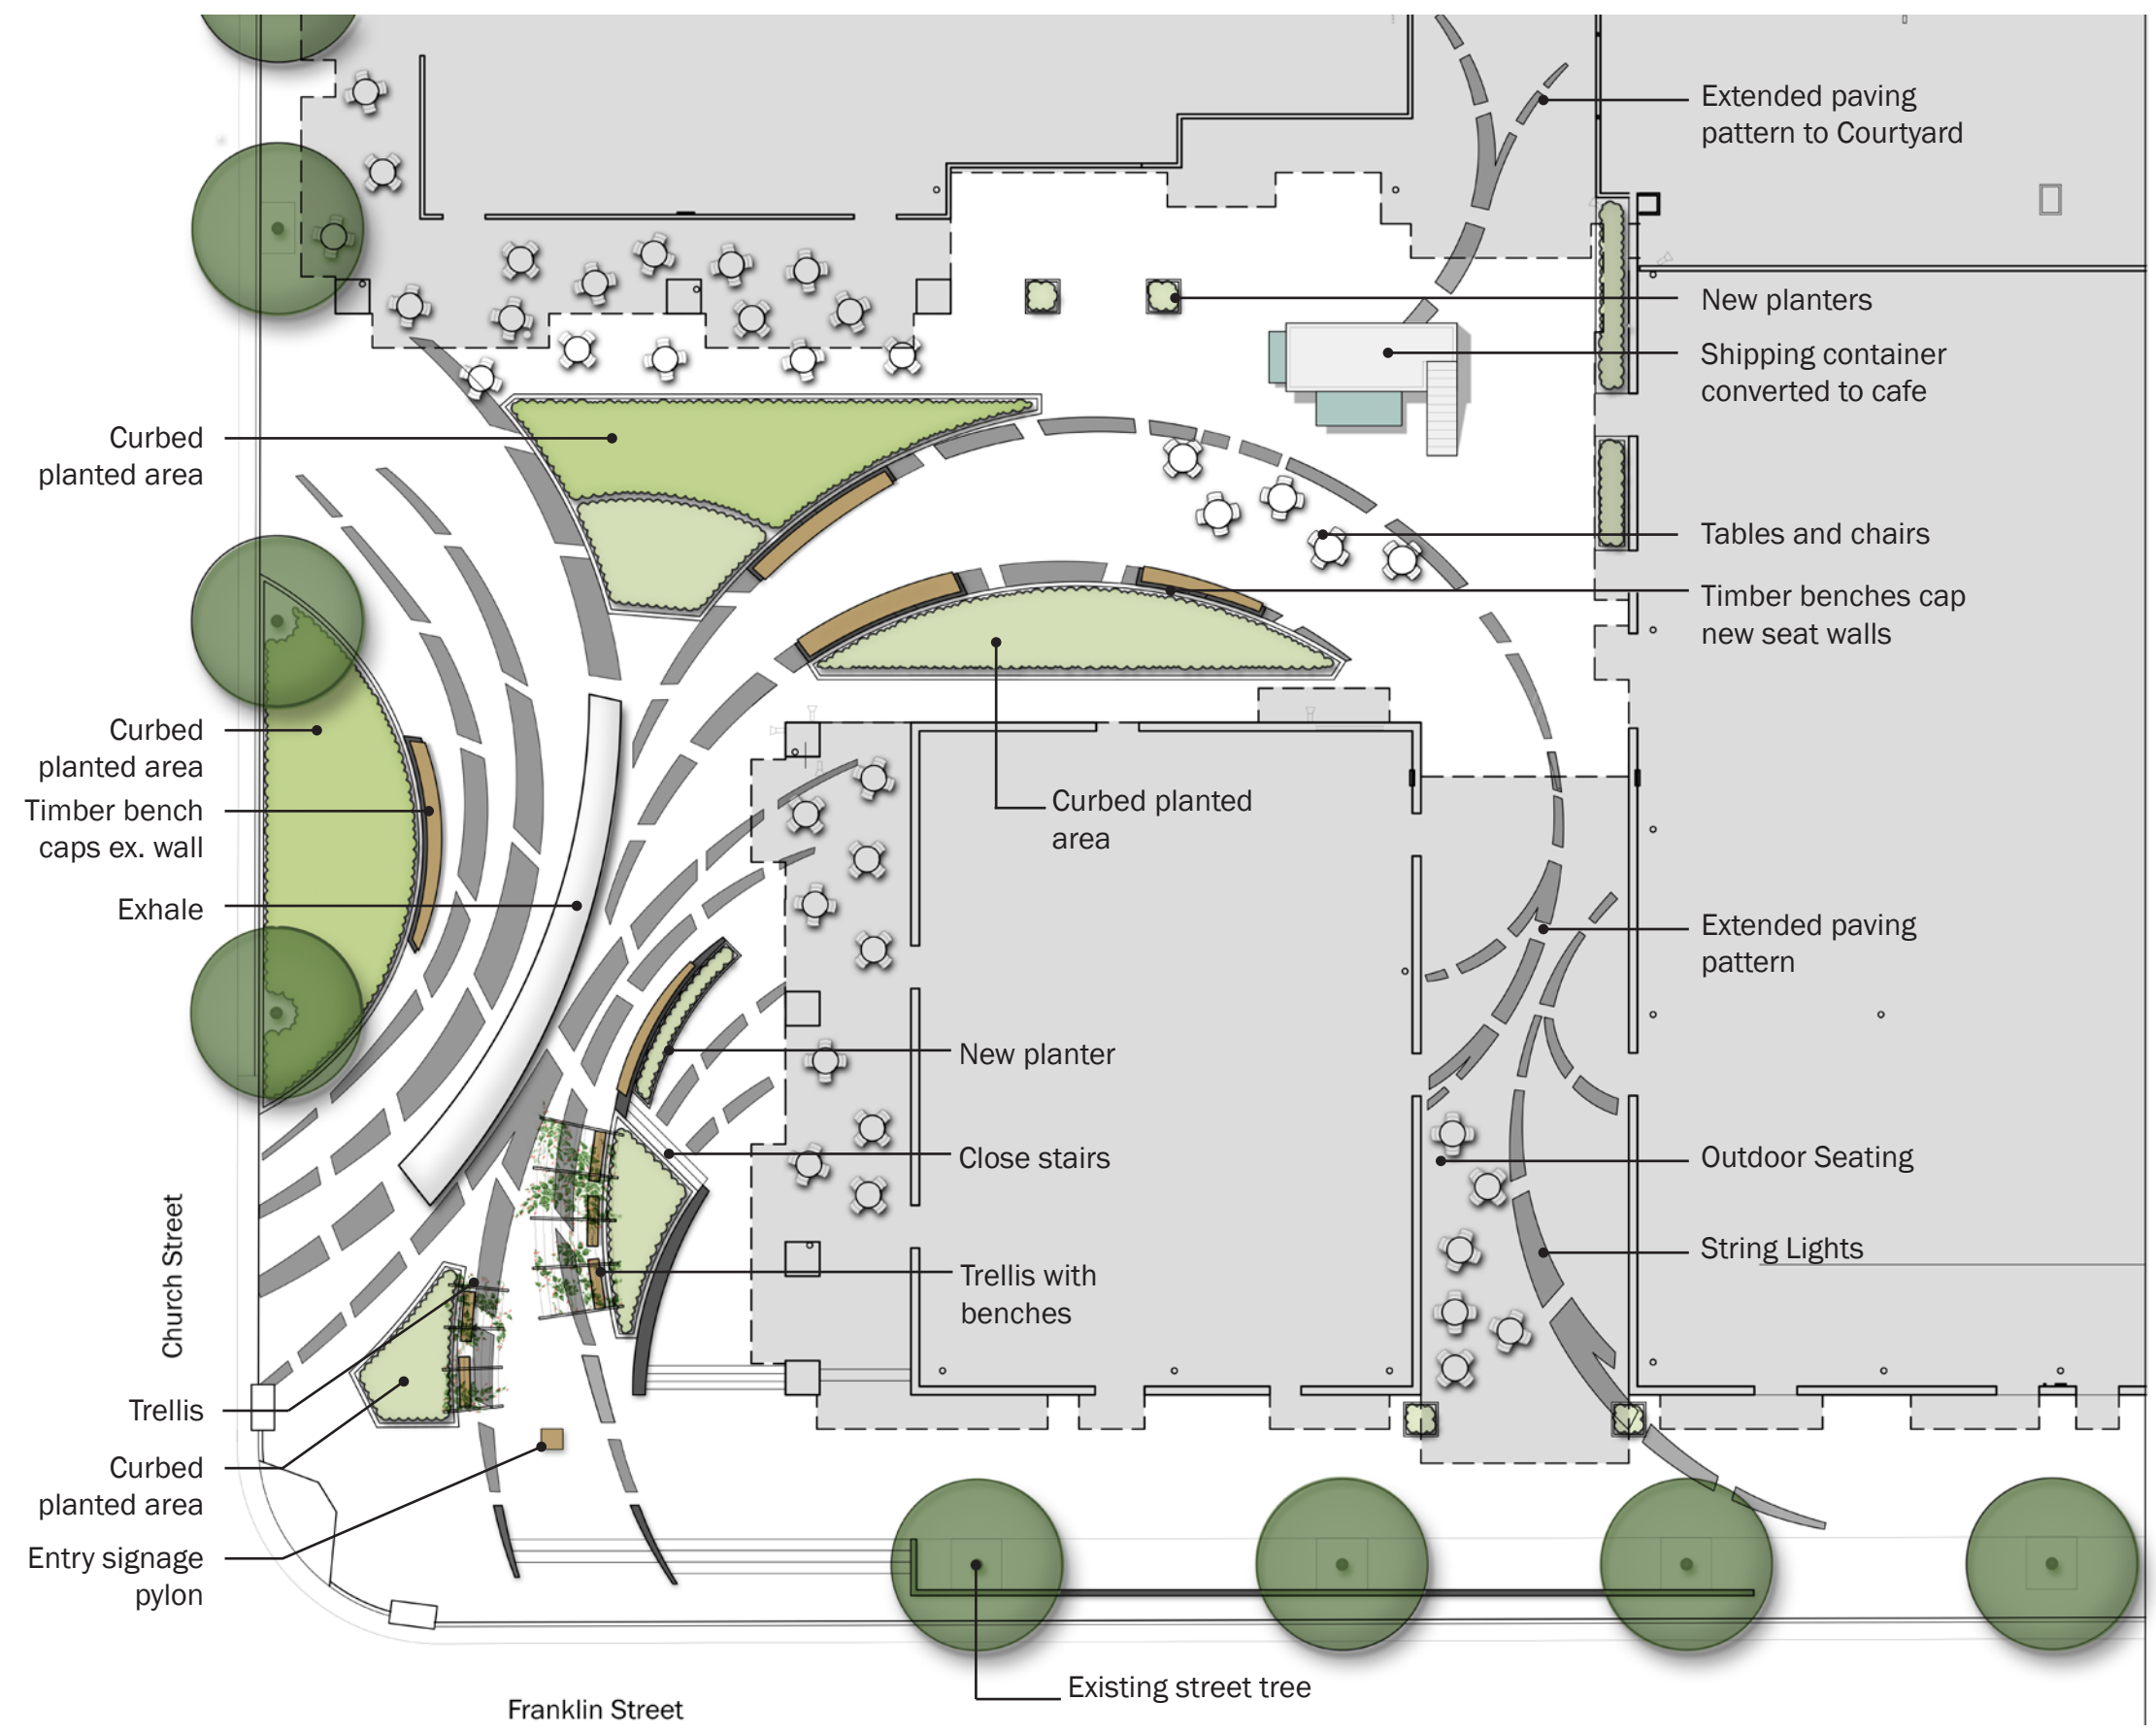 Extended paving
pattern to Courtyard
New planters
Shipping container
converted to cafe
Curbed
planted area
Tables and chairs
Timber benches cap
new seat walls
Curbed
planted area
Timber bench
caps ex. wall
Curbed planted
area
Exhale
Extended paving
pattern
New planter
Close stairs
Outdoor Seating
String Lights
Trellis with
benches
Church Street
Trellis
Curbed
planted area
Entry signage
pylon
Existing street tree
Franklin Street